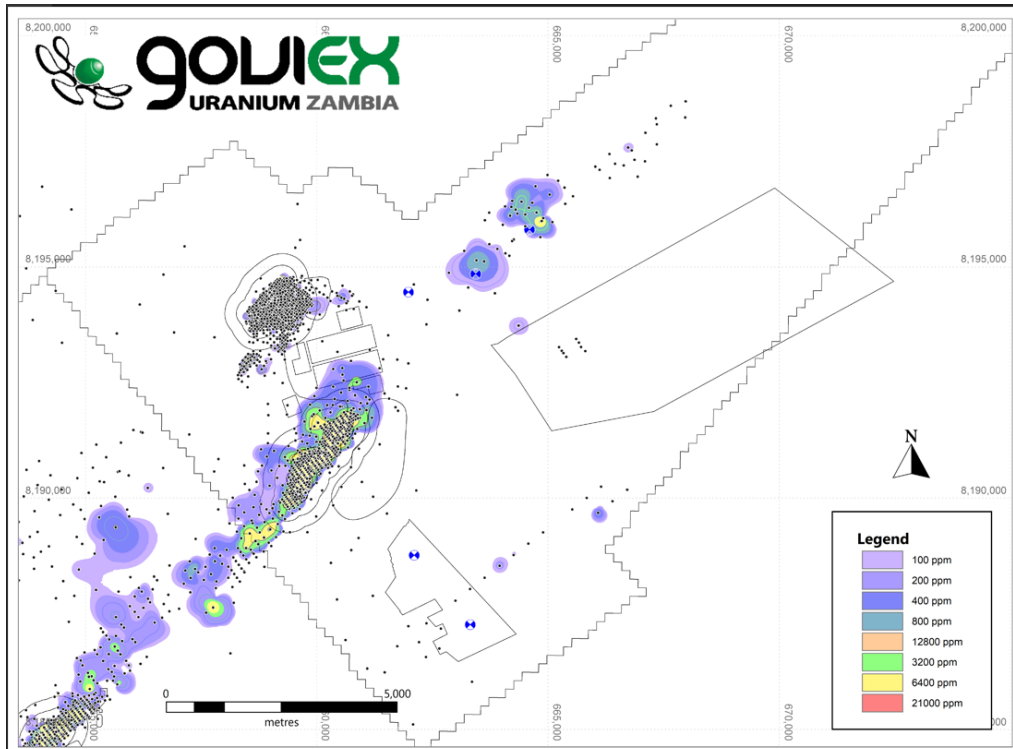 8,200,000
665,000
670,000
8,200,000
goviex
URANIUM ZAMBIA
8,195,000
8,195,000
8,190,000
8,190,000
N
Legend
100 ppm
200 ppm
400 ppm
800 ppm
12800 ppm
3200 ppm
6400 ppm
21000 ppm
0
5,000
metres
665,000
670,000